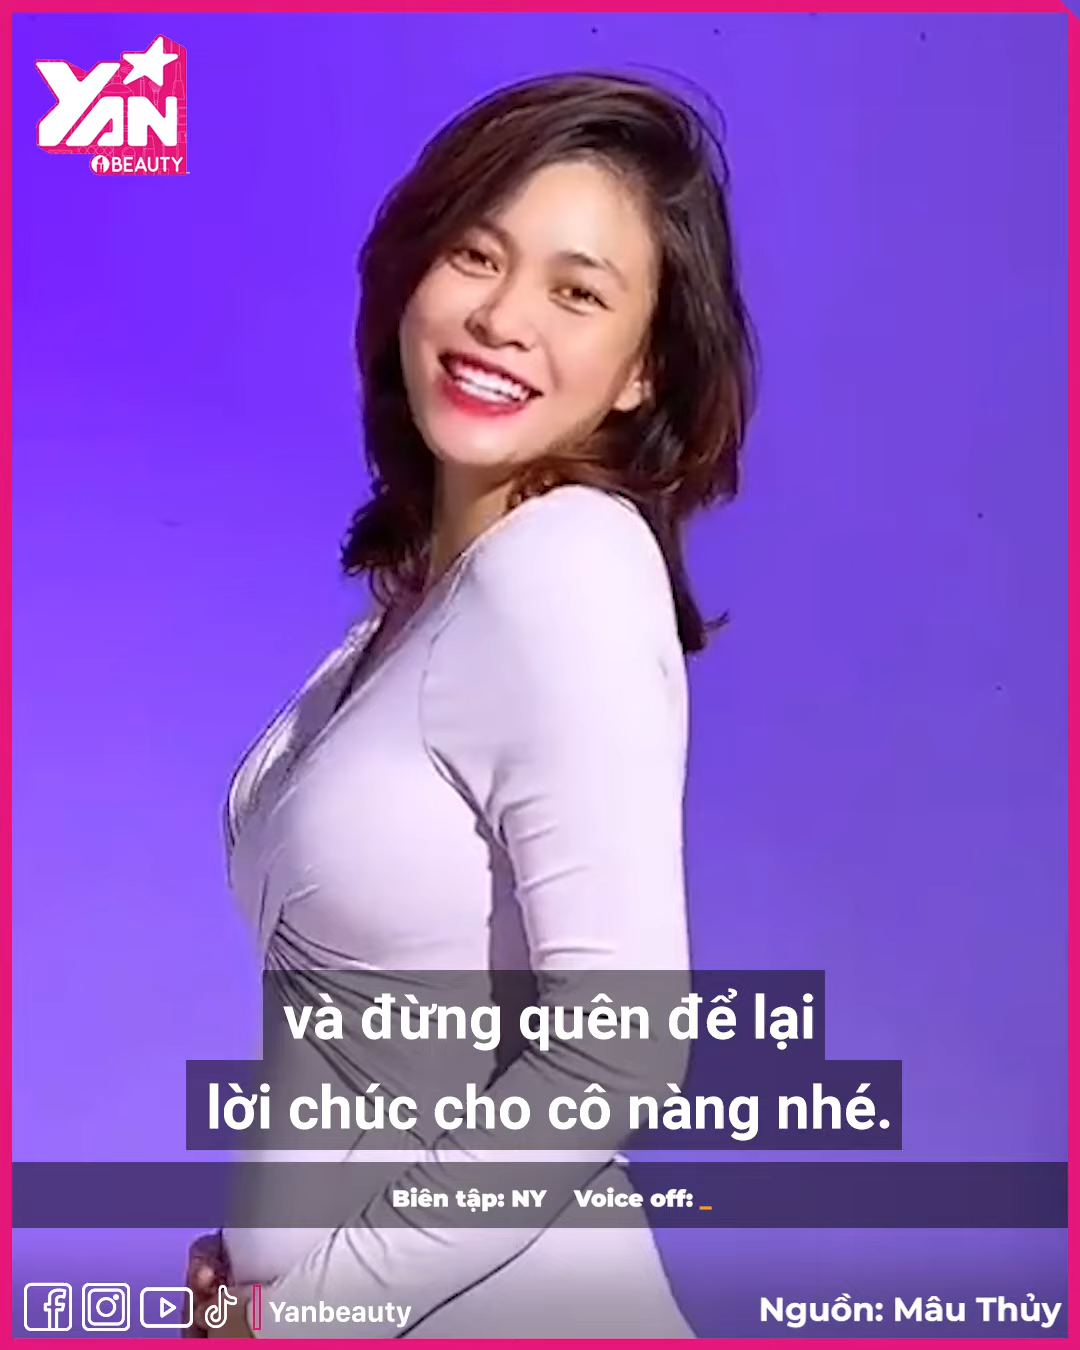 YAN
BEAUTY
và đừng quên để lại
lời chúc cho cô nàng nhé.
Biên tập: NY Voice off: _
Yanbeauty
Nguồn: Mâu Thủy